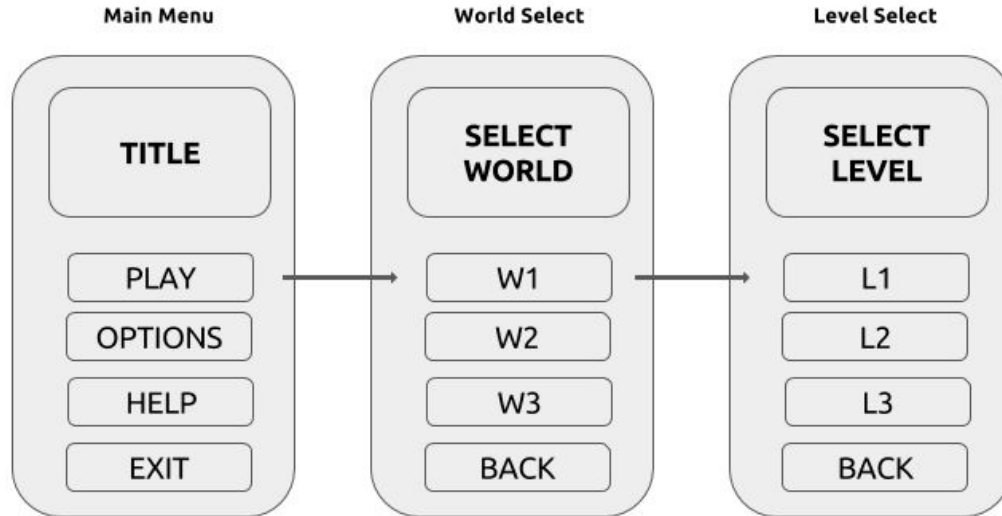 Main Menu
World Select
Level Select
TITLE
PLAY
OPTIONS
HELP
EXIT
SELECT
WORLD
W1
W2
W3
BACK
SELECT
LEVEL
L1
L2
L3
BACK